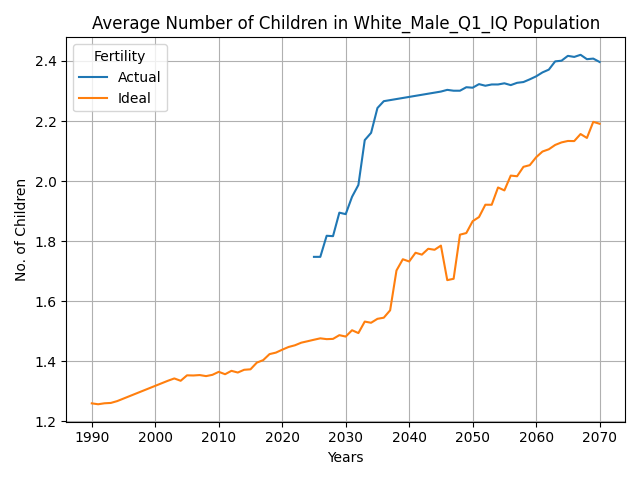 Average Number of Children in White_Male_Q1_IQ Population
Fertility
Actual
Ideal
No. of Children
2.4
2.2
2.0
1.8
1.6
1.4
1.2
1990 2000 2010 2020 2030 2040 2050 2060 2070
Years